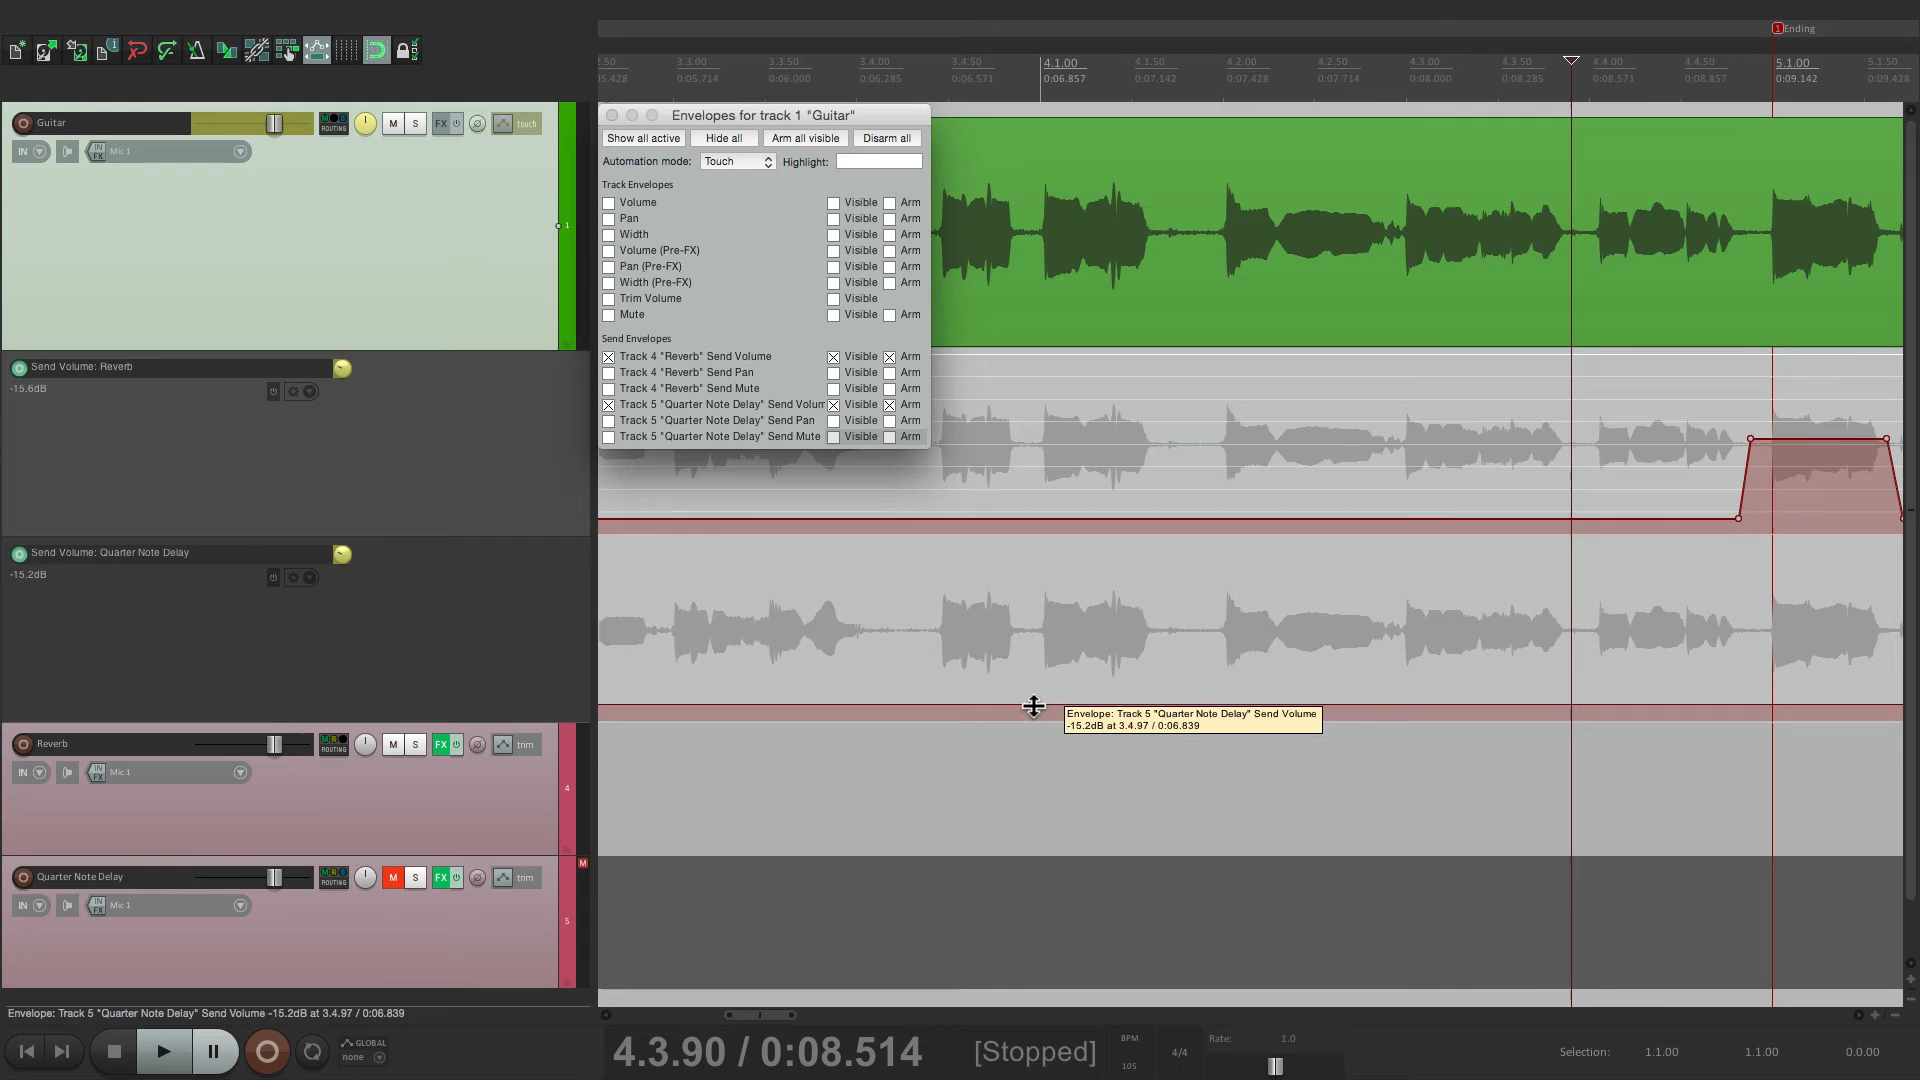 1 Ending
.50 3.3.00 3.3.50 3.4.00 3.4.50 4.1.00 4.1.50 4.2.00 4.2.50 4.3.00 4.3.50 4.4.00 4.4.50 5.1.00 5.1.50
)5.428 0:05.714 0:06.000 0:06.285 0:06.571 0:06.857 0:07.142 0:07.428 0:07.714 0:08.000 0:08.285 0:08.571 0:08.857 0:09.142 0:09.428
Guitar ROUTING M S FX touch
IN IN FX Mic 1
1
Envelopes for track 1 "Guitar"
Show all active Hide all Arm all visible Disarm all
Automation mode: Touch Highlight:
Track Envelopes
Volume Visible Arm
Pan Visible Arm
Width Visible Arm
Volume (Pre-FX) Visible Arm
Pan (Pre-FX) Visible Arm
Width (Pre-FX) Visible Arm
Trim Volume Visible
Mute Visible Arm
Send Envelopes
Track 4 "Reverb" Send Volume Visible Arm
Track 4 "Reverb" Send Pan Visible Arm
Track 4 "Reverb" Send Mute Visible Arm
Track 5 "Quarter Note Delay" Send Volum Visible Arm
Track 5 "Quarter Note Delay" Send Pan Visible Arm
Track 5 "Quarter Note Delay" Send Mute Visible Arm
Send Volume: Reverb
-15.6dB
Send Volume: Quarter Note Delay
-15.2dB
Envelope: Track 5 "Quarter Note Delay" Send Volume
-15.2dB at 3.4.97 / 0:06.839
Reverb ROUTING M S FX trim
IN IN FX Mic 1
4
M
Quarter Note Delay ROUTING M S FX trim
IN IN FX Mic 1
5
Envelope: Track 5 "Quarter Note Delay" Send Volume -15.2dB at 3.4.97 / 0:06.839
GLOBAL
none
4.3.90 / 0:08.514 [Stopped]
BPM
105
4/4
Rate: 1.0
Selection: 1.1.00 1.1.00 0.0.00